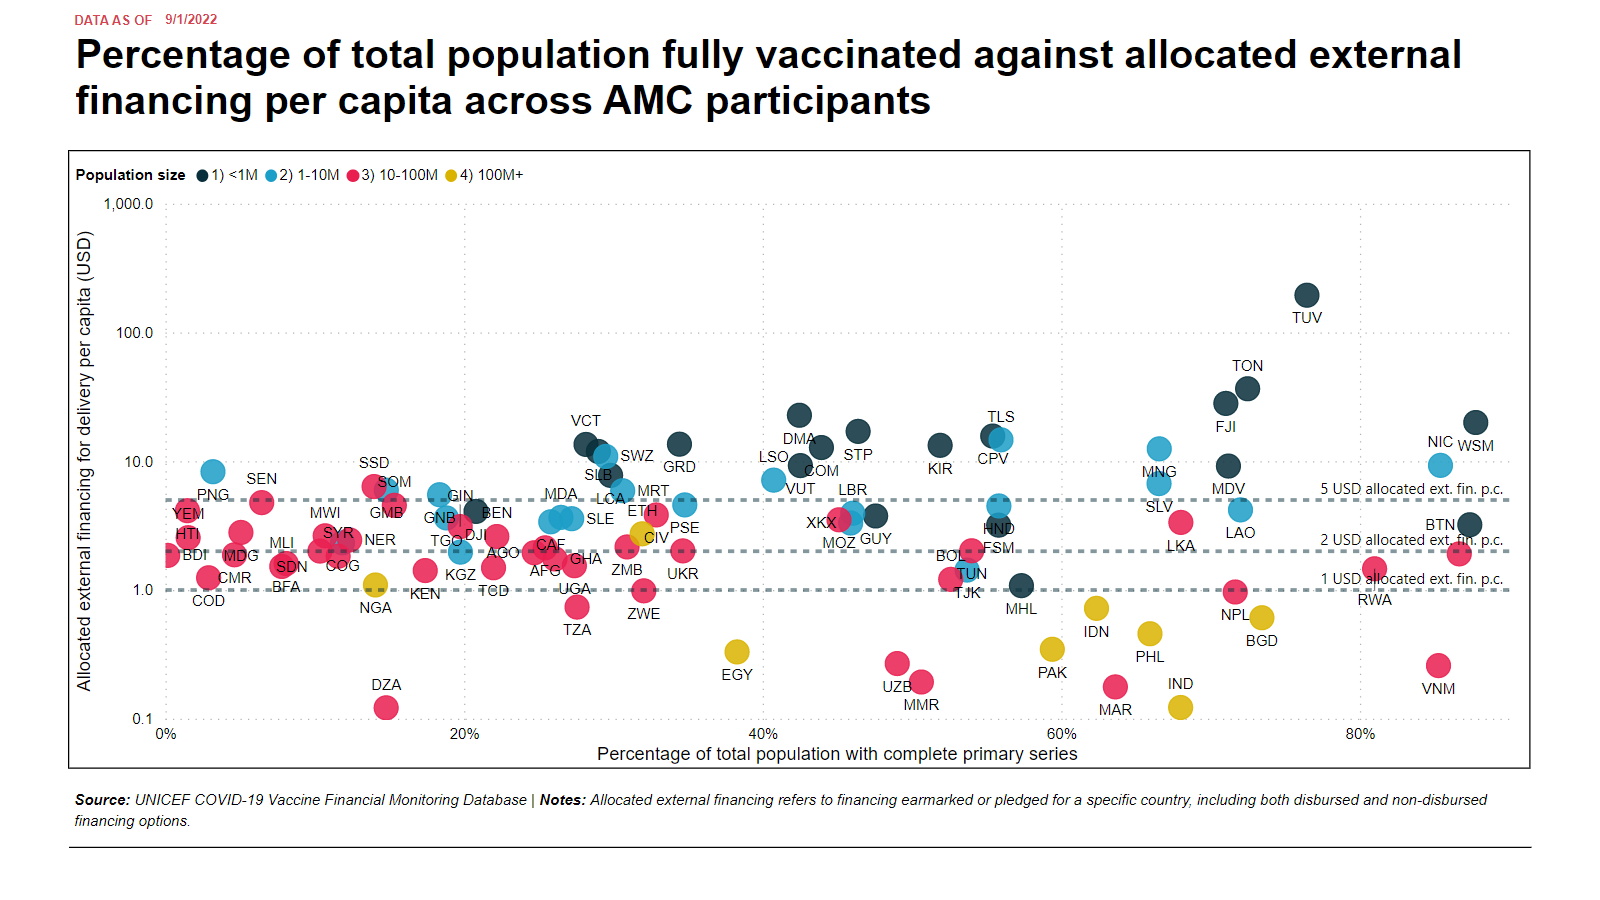 DATA AS OF 9/1/2022
Percentage of total population fully vaccinated against allocated external
financing per capita across AMC participants
Population size 1) <1M 2) 1-10M 3) 10-100M 4) 100M+
Allocated external financing for delivery per capita (USD)
1,000.0
100.0
10.0
1.0
0.1
TUV
TON
FJI
VCT
TLS
DMA
NIC
WSM
SLB
SWZ
GRD
LSO
COM
STP
KIR
CPV
SSD
SEN
PNG
SOM
GIN
MDA
LCA
MRT
VUT
LBR
MNG
MDV
5 USD allocated ext. fin. p.c.
YEM
MWI
GMB
GNB
BEN
SLE
ETH
PSE
XKX
SLV
HTI
SYR
NER
TGO
DJI
CIV
MOZ
GUY
HND
FSM
LKA
LAO
BTN
2 USD allocated ext. fin. p.c.
BDI
MDG
MLI
COG
AGO
CAF
GHA
BOL
TUN
CMR
SDN
BFA
KGZ
AFG
ZMB
UKR
TJK
1 USD allocated ext. fin. p.c.
COD
NGA
KEN
TCD
UGA
ZWE
MHL
NPL
RWA
TZA
IDN
BGD
EGY
PAK
PHL
DZA
UZB
MMR
MAR
IND
VNM
0% 20% 40% 60% 80%
Percentage of total population with complete primary series
Source: UNICEF COVID-19 Vaccine Financial Monitoring Database | Notes: Allocated external financing refers to financing earmarked or pledged for a specific country, including both disbursed and non-disbursed
financing options.